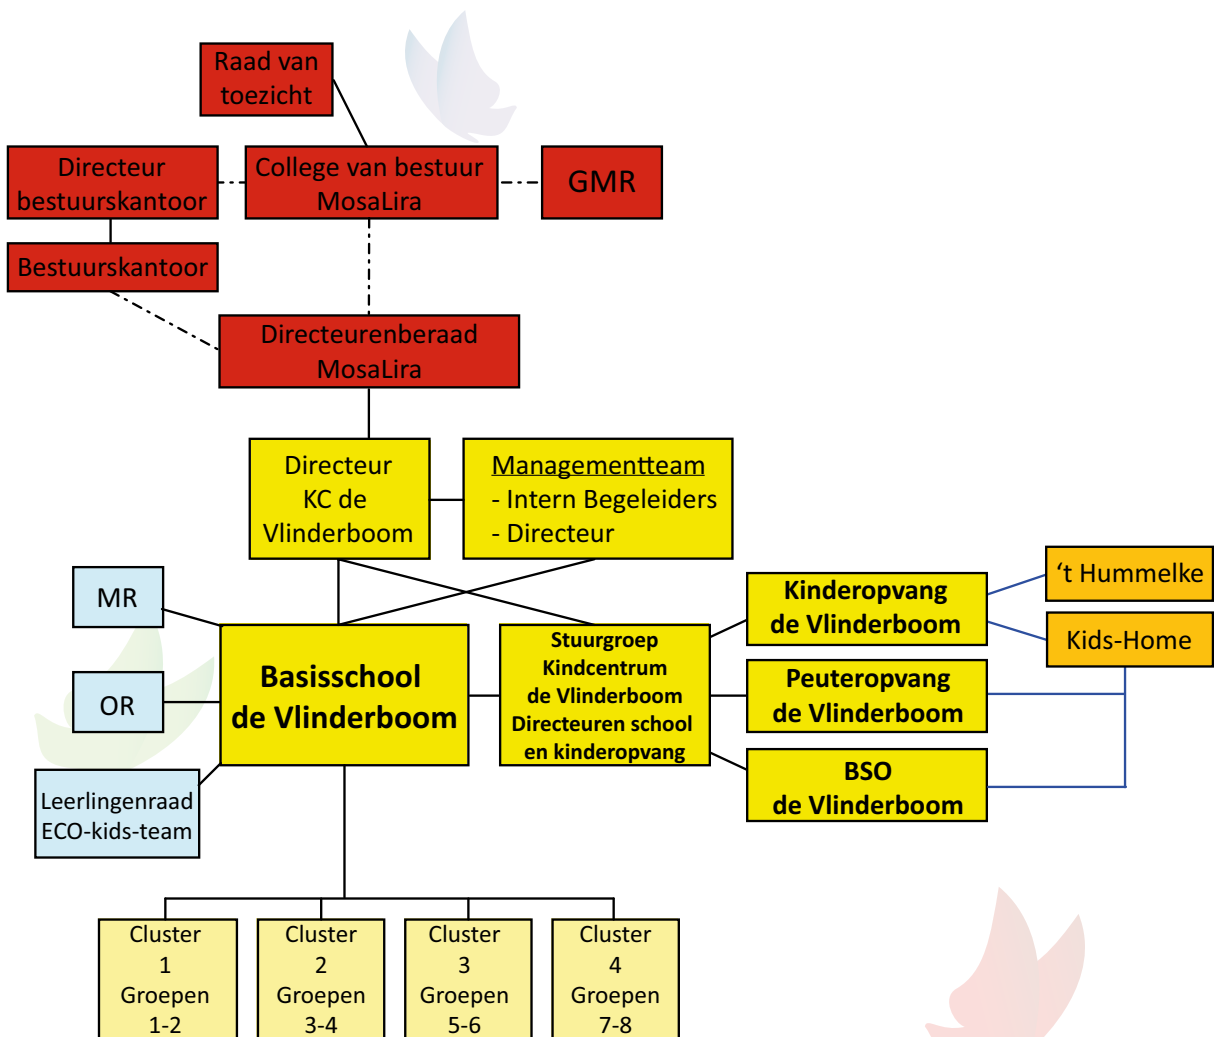 Raad van
toezicht
Directeur
bestuurskantoor
College van bestuur
MosaLira
GMR
Bestuurskantoor
Directeurenberaad
MosaLira
Directeur
KC de
Vlinderboom
Managementteam
- Intern Begeleiders
- Directeur
MR
OR
Leerlingenraad
ECO-kids-team
Basisschool
de Vlinderboom
Stuurgroep
Kindcentrum
de Vlinderboom
Directeuren school
en kinderopvang
Kinderopvang
de Vlinderboom
Peuteropvang
de Vlinderboom
BSO
de Vlinderboom
‘t Hummelke
Kids-Home
Cluster
1
Groepen
1-2
Cluster
2
Groepen
3-4
Cluster
3
Groepen
5-6
Cluster
4
Groepen
7-8